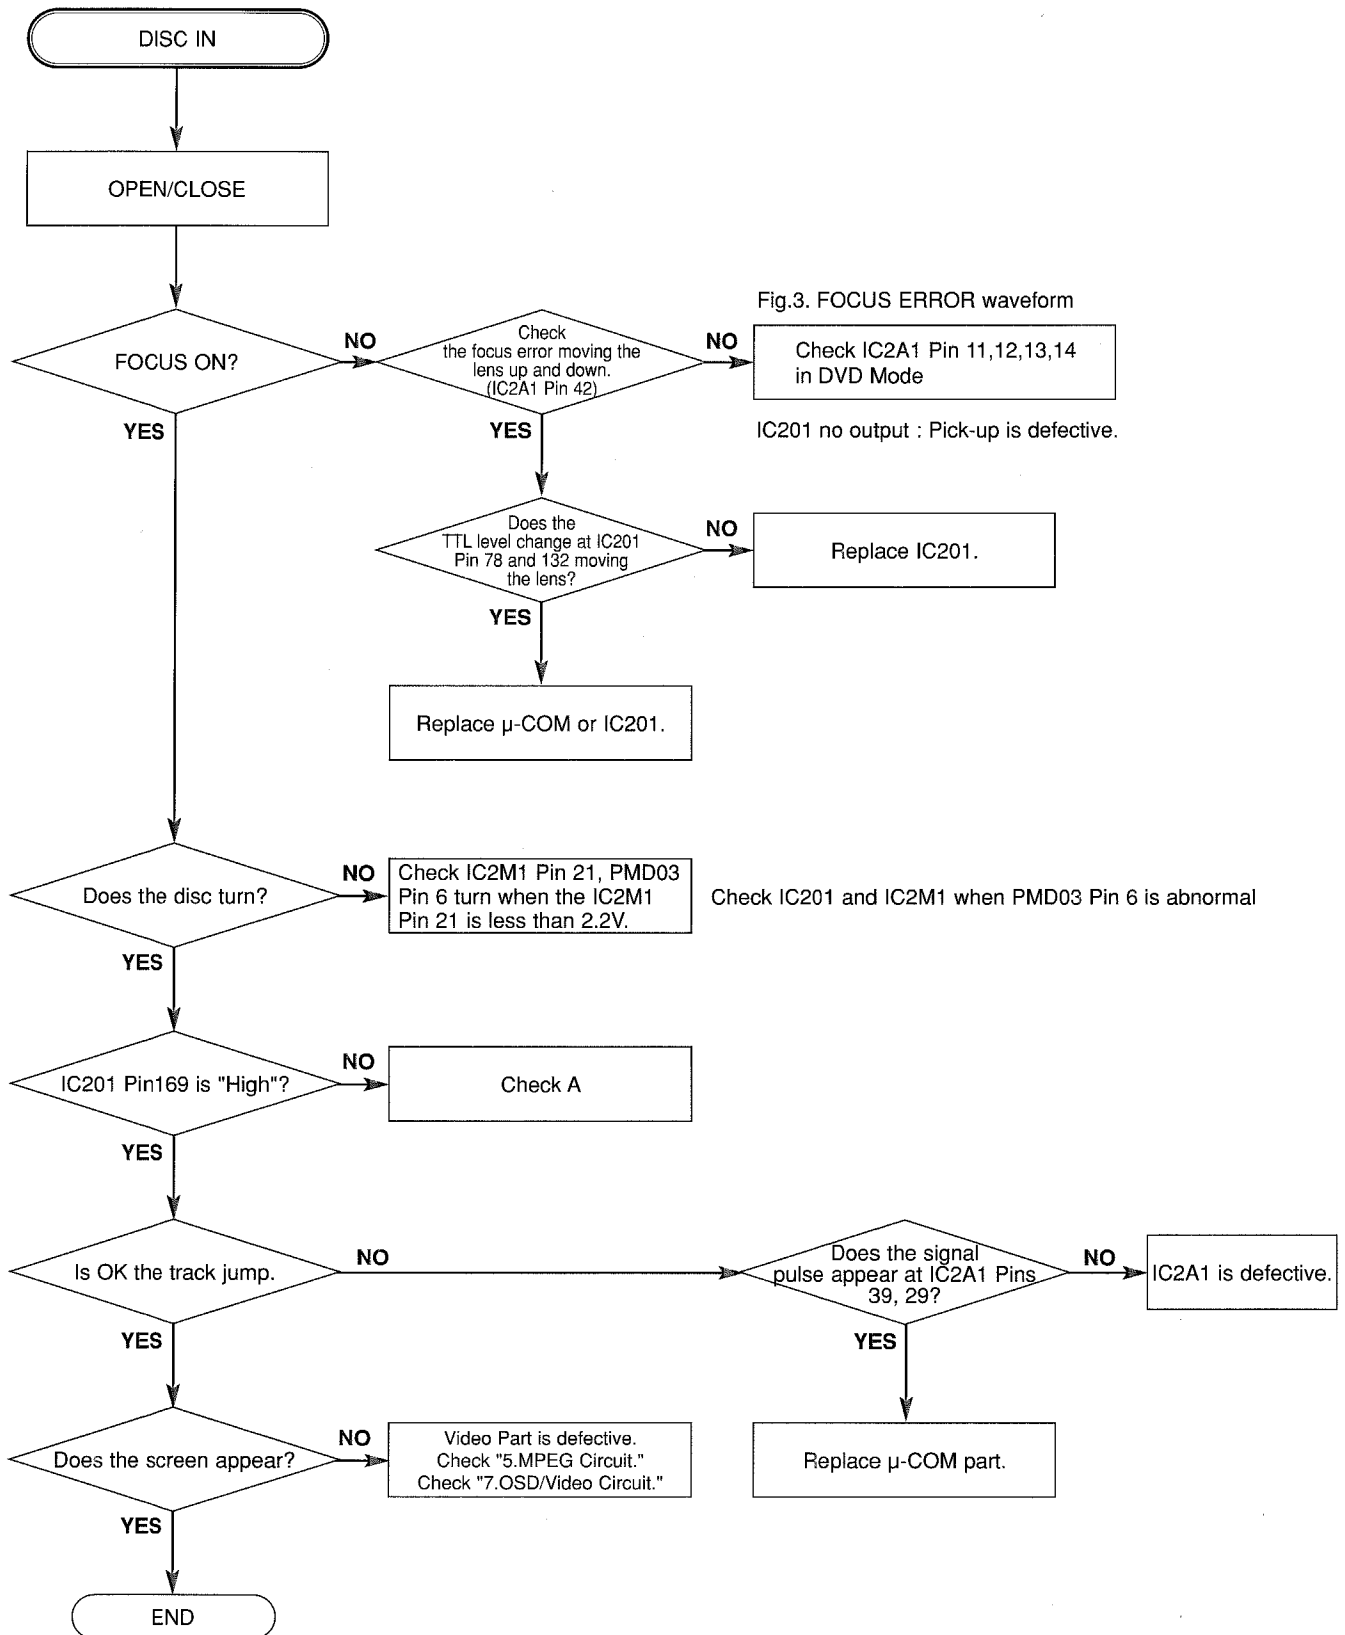 DISC IN
OPEN/CLOSE
Fig.3. FOCUS ERROR waveform
FOCUS ON?
NO
Check
the focus error moving the
lens up and down.
(IC2A1 Pin 42)
NO
Check IC2A1 Pin 11,12,13,14
in DVD Mode
YES
YES
IC201 no output : Pick-up is defective.
Does the
TTL level change at IC201
Pin 78 and 132 moving
the lens?
NO
Replace IC201.
YES
Replace µ-COM or IC201.
Does the disc turn?
NO
Check IC2M1 Pin 21, PMD03
Pin 6 turn when the IC2M1
Pin 21 is less than 2.2V.
Check IC201 and IC2M1 when PMD03 Pin 6 is abnormal
YES
IC201 Pin169 is "High"?
NO
Check A
YES
Is OK the track jump.
NO
Does the signal
pulse appear at IC2A1 Pins
39, 29?
NO
IC2A1 is defective.
YES
YES
Does the screen appear?
NO
Video Part is defective.
Check "5.MPEG Circuit."
Check "7.OSD/Video Circuit."
Replace µ-COM part.
YES
END